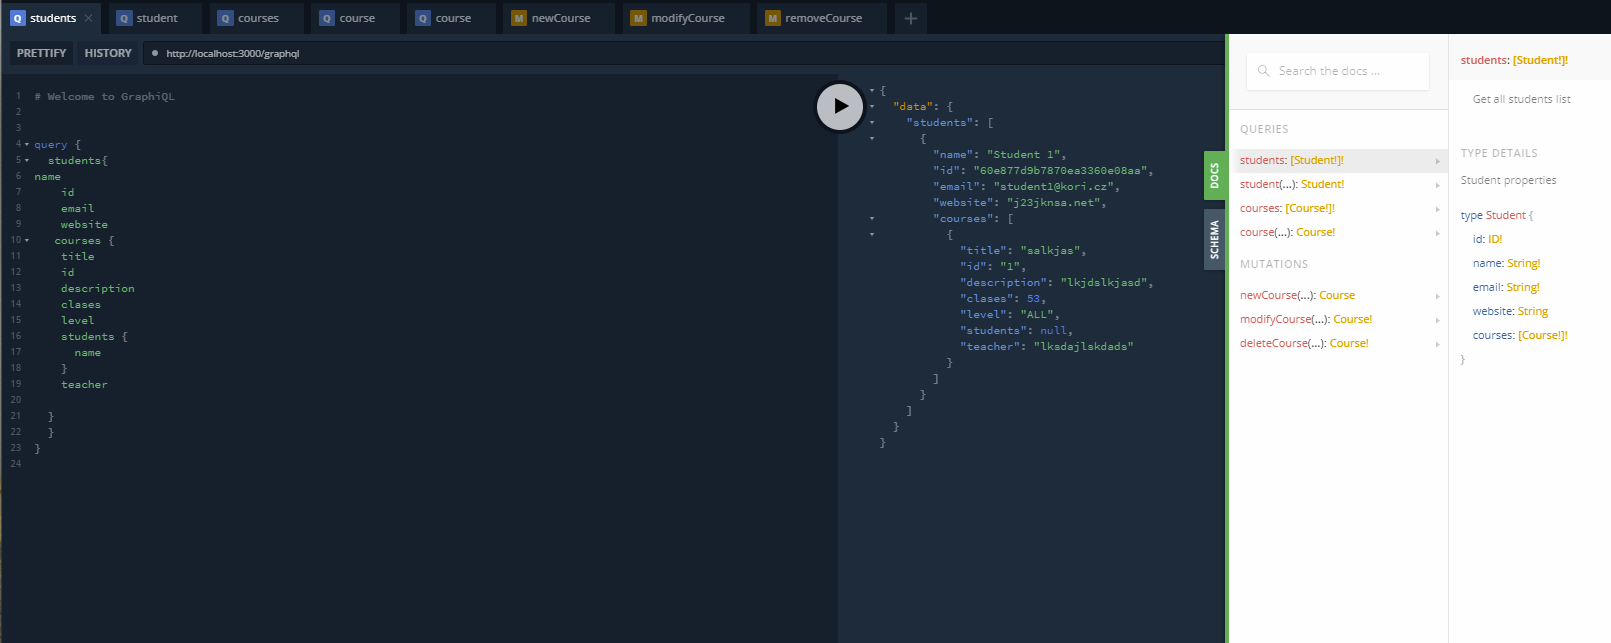 Q students × Q student Q courses Q course Q course M newCourse M modifyCourse M removeCourse +
PRETTIFY HISTORY http://localhost:3000/graphql
1 # Welcome to GraphiQL
2
3
4 query {
5 students{
6 name
7 id
8 email
9 website
10 courses {
11 title
12 id
13 description
14 clases
15 level
16 students {
17 name
18 }
19 teacher
20
21 }
22 }
23 }
24
{
"data": {
"students": [
{
"name": "Student 1",
"id": "60e877d9b7870ea3360e08aa",
"email": "student1@kori.cz",
"website": "j23jknsa.net",
"courses": [
{
"title": "salkjas",
"id": "1",
"description": "lkjdslkjasd",
"clases": 53,
"level": "ALL",
"students": null,
"teacher": "lksdajlskdads"
}
]
}
]
}
}
DOCS
SCHEMA
Search the docs ...
QUERIES
students: [Student!]!
student(...): Student!
courses: [Course!]!
course(...): Course!
MUTATIONS
newCourse(...): Course
modifyCourse(...): Course!
deleteCourse(...): Course!
students: [Student!]!
Get all students list
TYPE DETAILS
Student properties
type Student {
id: ID!
name: String!
email: String!
website: String
courses: [Course!]!
}